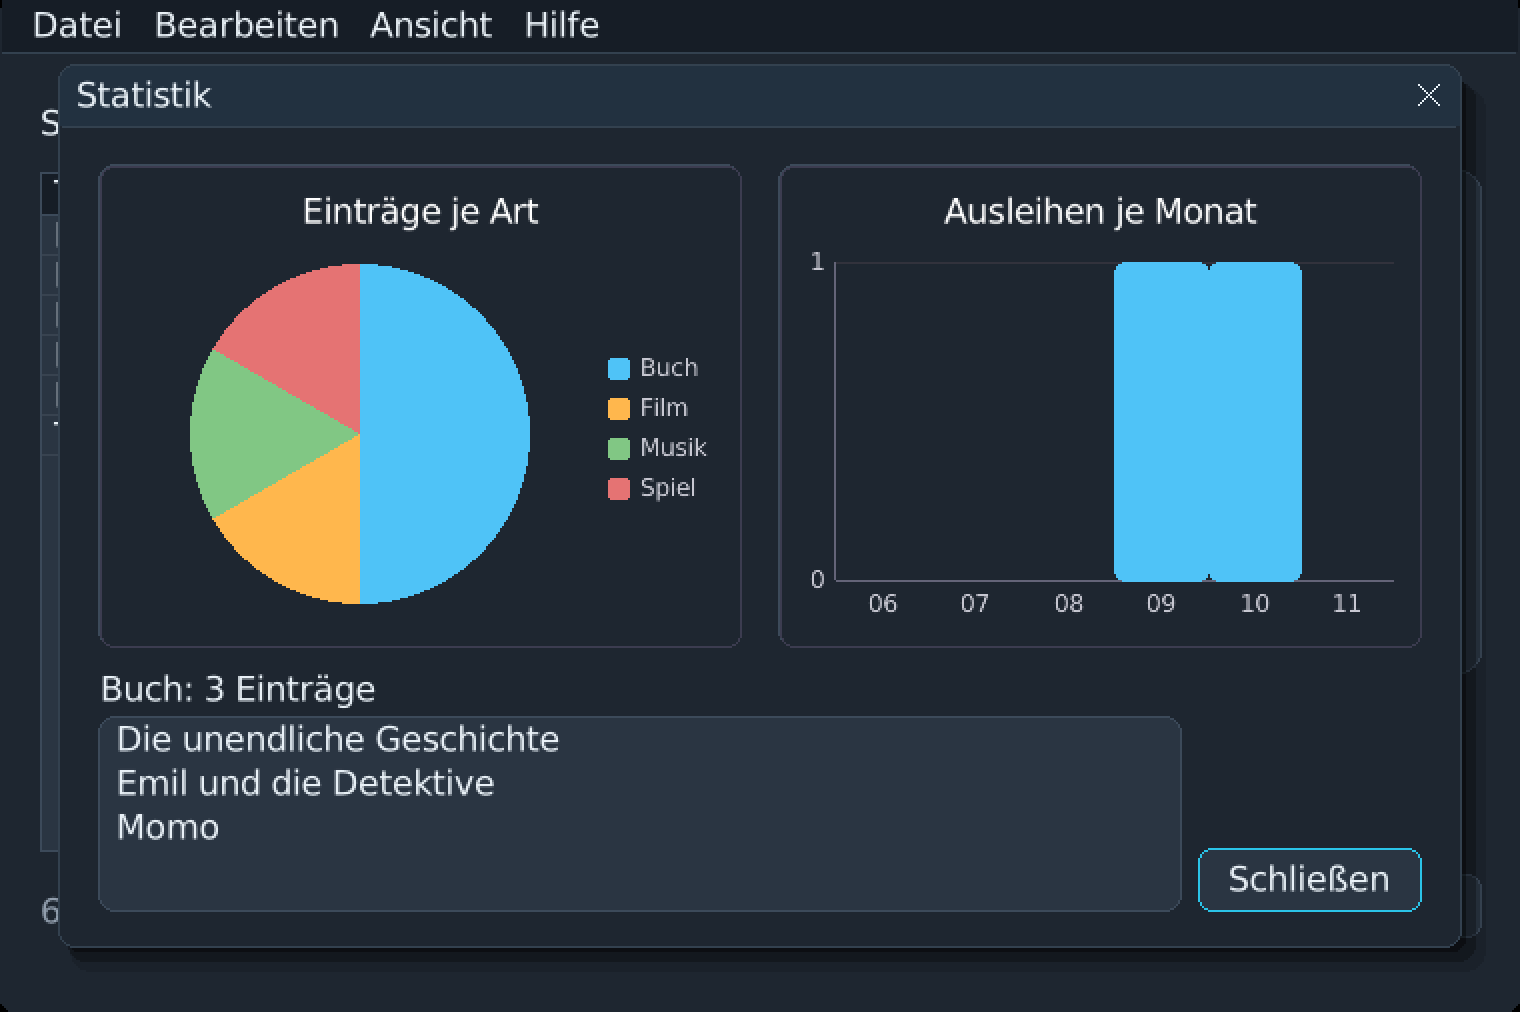 Datei Bearbeiten Ansicht Hilfe
Statistik
Einträge je Art
Buch
Film
Musik
Spiel
Ausleihen je Monat
1
0
06 07 08 09 10 11
Buch: 3 Einträge
Die unendliche Geschichte
Emil und die Detektive
Momo
Schließen